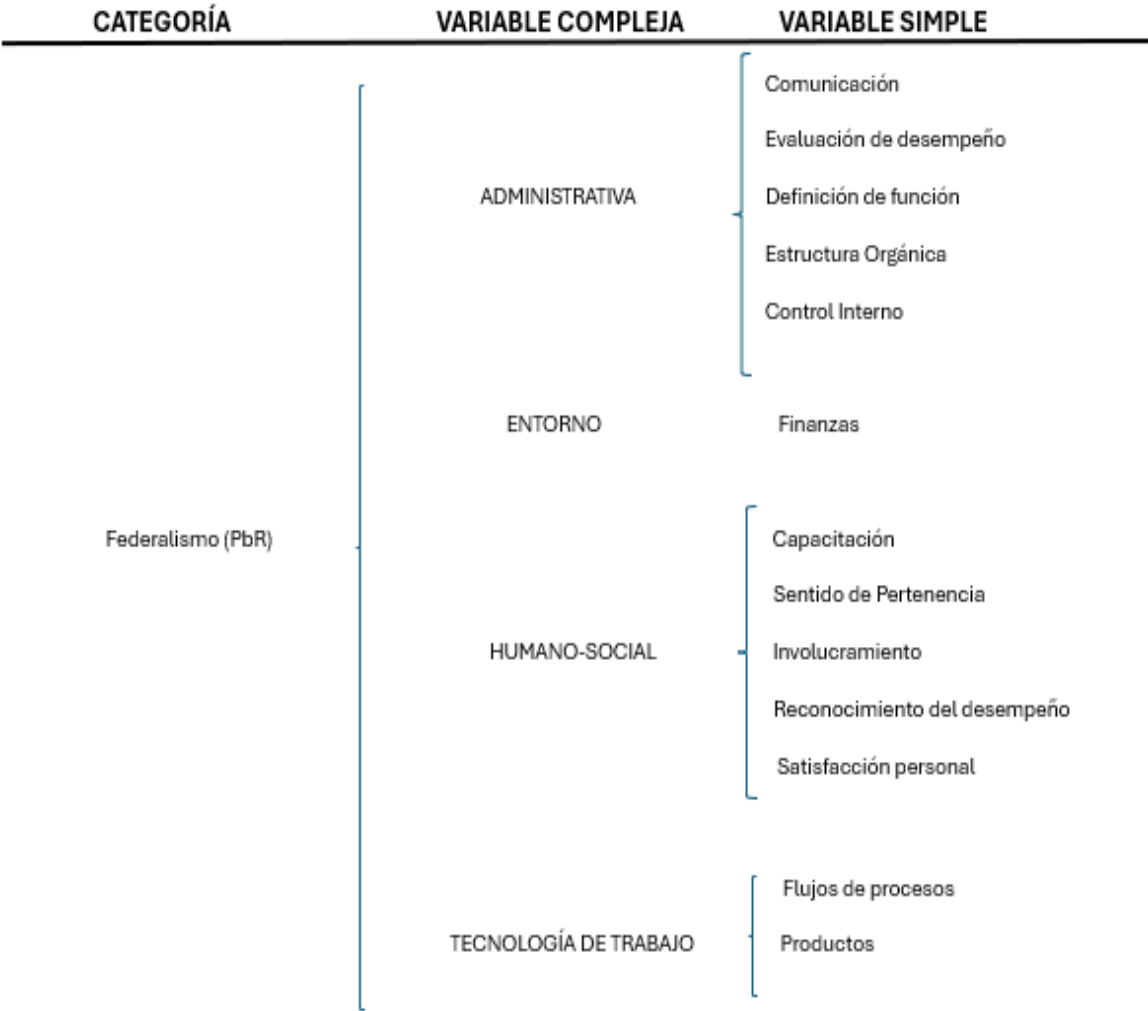 CATEGORÍA VARIABLE COMPLEJA VARIABLE SIMPLE
Comunicación
Evaluación de desempeño
ADMINISTRATIVA
Definición de función
Estructura Orgánica
Control Interno
ENTORNO
Finanzas
Federalismo (PbR)
Capacitación
Sentido de Pertenencia
HUMANO-SOCIAL
Involucramiento
Reconocimiento del desempeño
Satisfacción personal
Flujos de procesos
TECNOLOGÍA DE TRABAJO
Productos